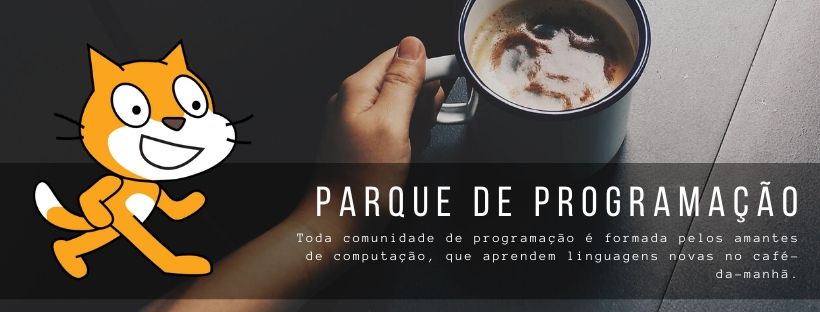 PARQUE DE PROGRAMAÇÃO
Toda comunidade de programação é formada pelos amantes
de computação, que aprendem linguagens novas no café-
da-manhã.